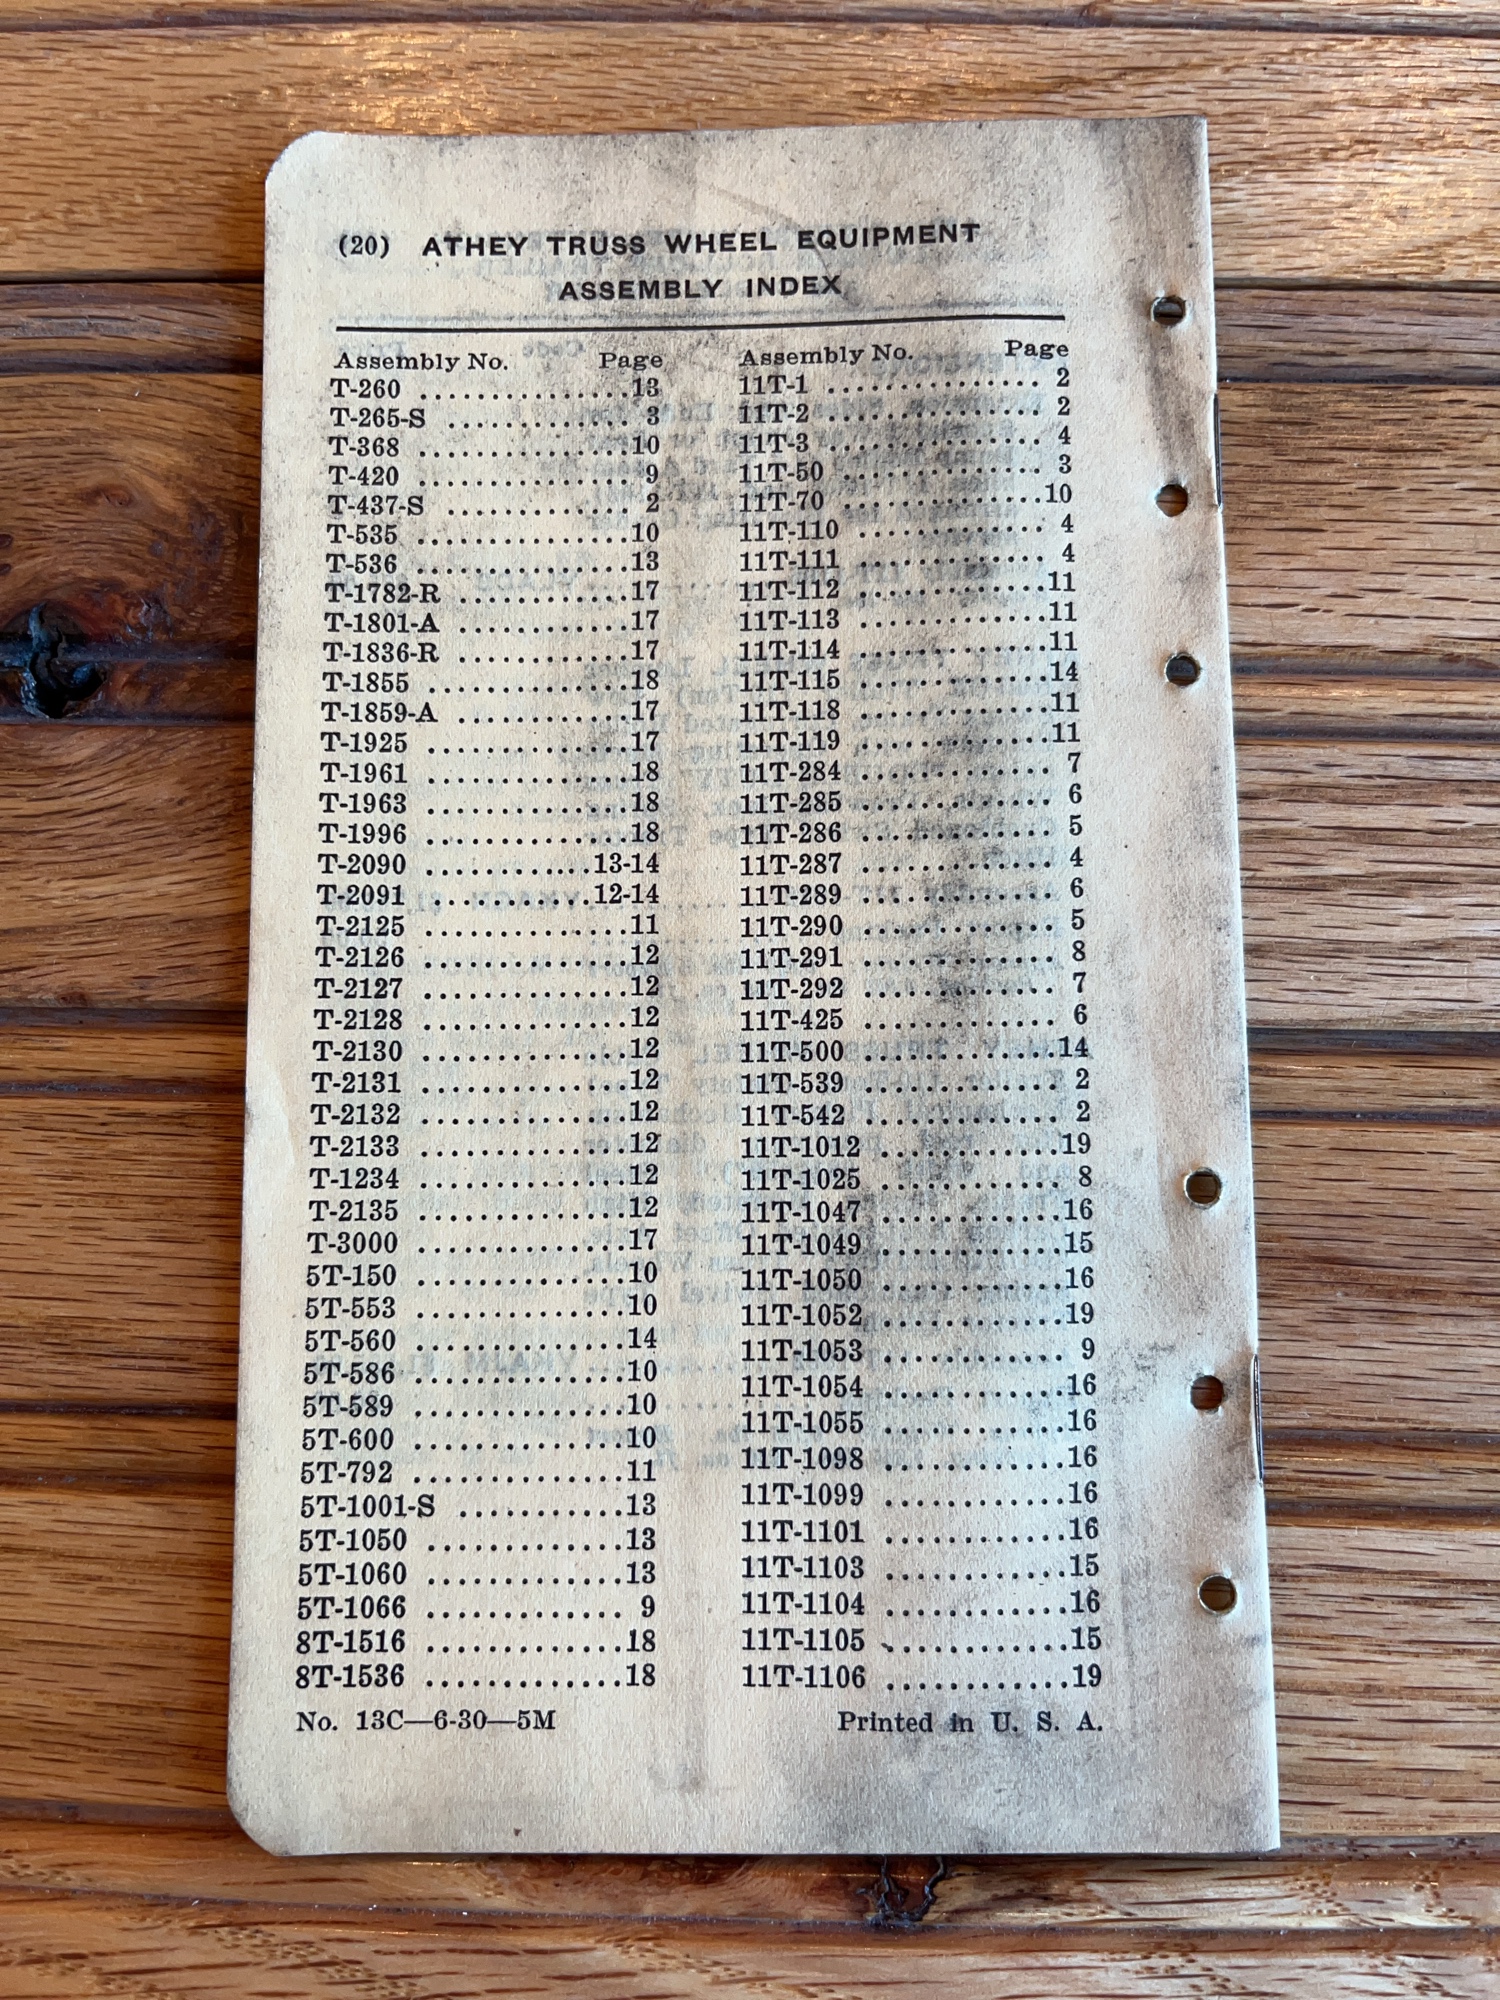 (20) ATHEY TRUSS WHEEL EQUIPMENT
ASSEMBLY INDEX
Assembly No. Page
T-260 ...............13
T-265-S ............. 3
T-368 ...............10
T-420 ............... 9
T-437-S ............. 2
T-535 ...............10
T-536 ...............13
T-1782-R ............17
T-1801-A ............17
T-1836-R ............17
T-1855 ..............18
T-1859-A ............17
T-1925 ..............17
T-1961 ..............18
T-1963 ..............18
T-1996 ..............18
T-2090 ...........13-14
T-2091 ...........12-14
T-2125 ..............11
T-2126 ..............12
T-2127 ..............12
T-2128 ..............12
T-2130 ..............12
T-2131 ..............12
T-2132 ..............12
T-2133 ..............12
T-1234 ..............12
T-2135 ..............12
T-3000 ..............17
5T-150 ..............10
5T-553 ..............10
5T-560 ..............14
5T-586 ..............10
5T-589 ..............10
5T-600 ..............10
5T-792 ..............11
5T-1001-S ...........13
5T-1050 .............13
5T-1060 .............13
5T-1066 ............. 9
8T-1516 .............18
8T-1536 .............18
No. 13C—6-30—5M
Assembly No. Page
11T-1 ............... 2
11T-2 ............... 2
11T-3 ............... 4
11T-50 .............. 3
11T-70 ..............10
11T-110 ............. 4
11T-111 ............. 4
11T-112 .............11
11T-113 .............11
11T-114 .............11
11T-115 .............14
11T-118 .............11
11T-119 .............11
11T-284 ............. 7
11T-285 ............. 6
11T-286 ............. 5
11T-287 ............. 4
11T-289 ............. 6
11T-290 ............. 5
11T-291 ............. 8
11T-292 ............. 7
11T-425 ............. 6
11T-500 .............14
11T-539 ............. 2
11T-542 ............. 2
11T-1012 ............19
11T-1025 ............ 8
11T-1047 ............16
11T-1049 ............15
11T-1050 ............16
11T-1052 ............19
11T-1053 ............ 9
11T-1054 ............16
11T-1055 ............16
11T-1098 ............16
11T-1099 ............16
11T-1101 ............16
11T-1103 ............15
11T-1104 ............16
11T-1105 ............15
11T-1106 ............19
Printed in U. S. A.